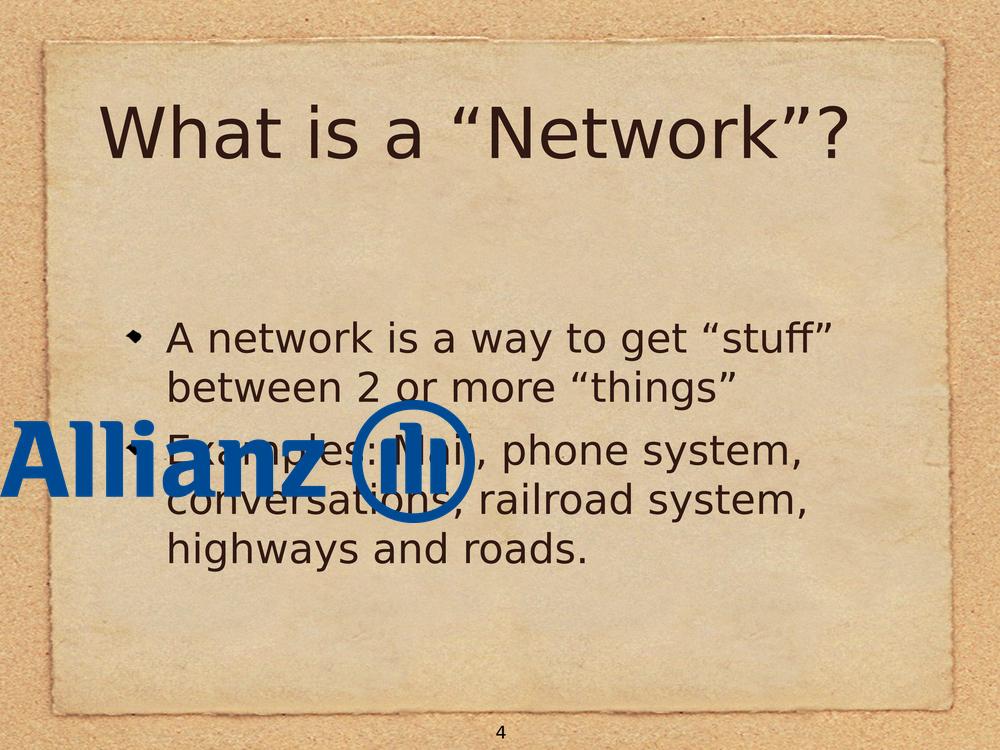 What is a “Network”?
• A network is a way to get “stuff”
between 2 or more “things”
Allianz
• Examples: Mail, phone system,
conversations, railroad system,
highways and roads.
4